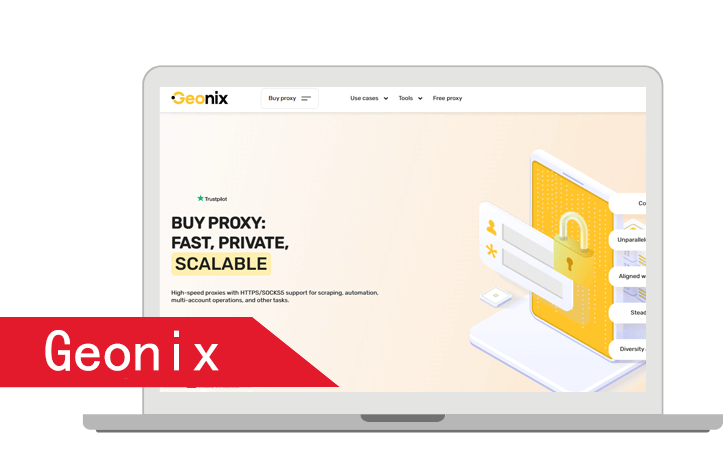 Geonix
Buy proxy
Use cases
Tools
Free proxy
Trustpilot
BUY PROXY:
FAST, PRIVATE,
SCALABLE
High-speed proxies with HTTPS/SOCKS5 support for scraping, automation,
multi-account operations, and other tasks.
Co
Unparallele
Aligned w
Stead
Diversity
Geonix